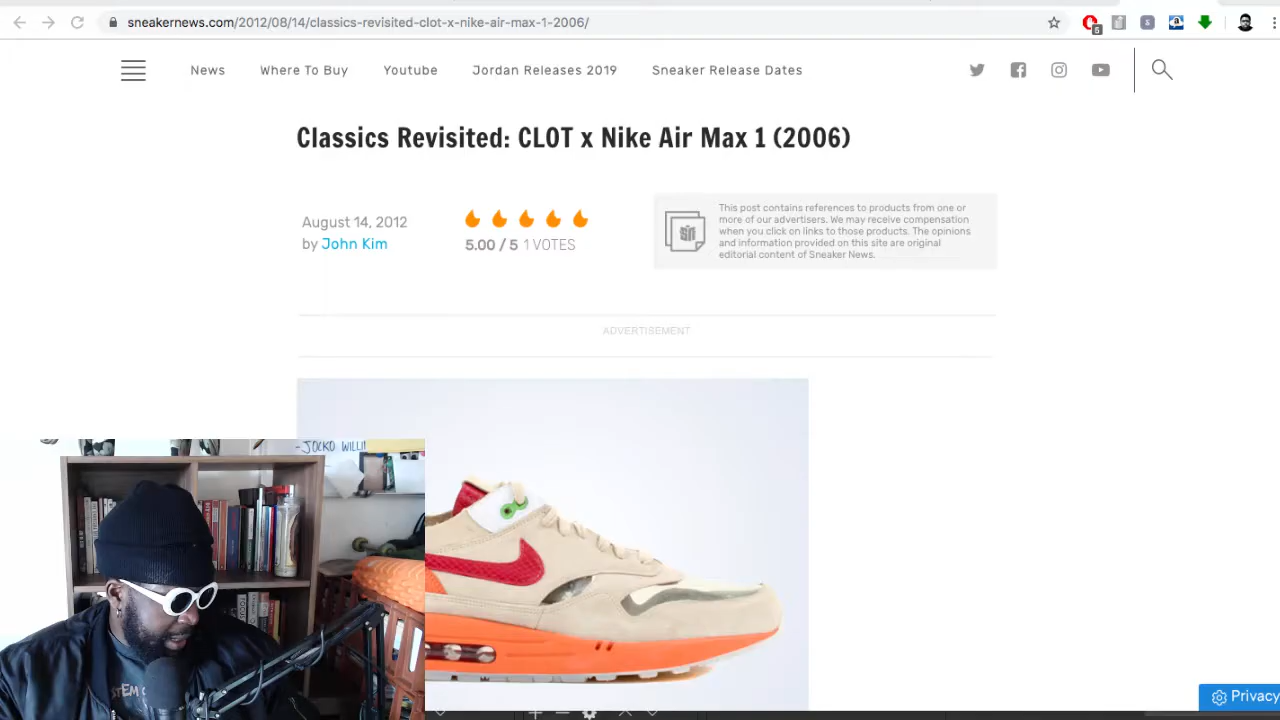 sneakernews.com/2012/08/14/classics-revisited-clot-x-nike-air-max-1-2006/
5
News
Where To Buy
Youtube
Jordan Releases 2019
Sneaker Release Dates
Classics Revisited: CLOT x Nike Air Max 1 (2006)
August 14, 2012
by John Kim
5.00 / 5 1 VOTES
This post contains references to products from one or
more of our advertisers. We may receive compensation
when you click on links to those products. The opinions
and information provided on this site are original
editorial content of Sneaker News.
ADVERTISEMENT
- JOCKO WILLI
STEM
Privacy